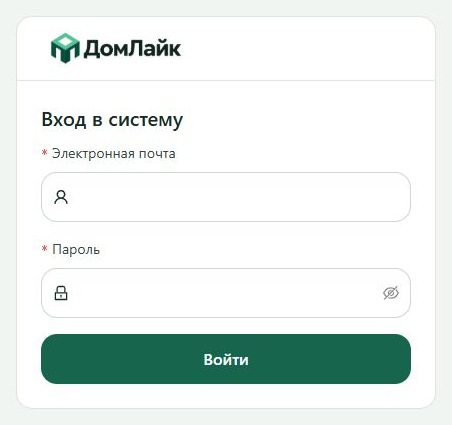 ДомЛайк
Вход в систему
* Электронная почта
* Пароль
Войти